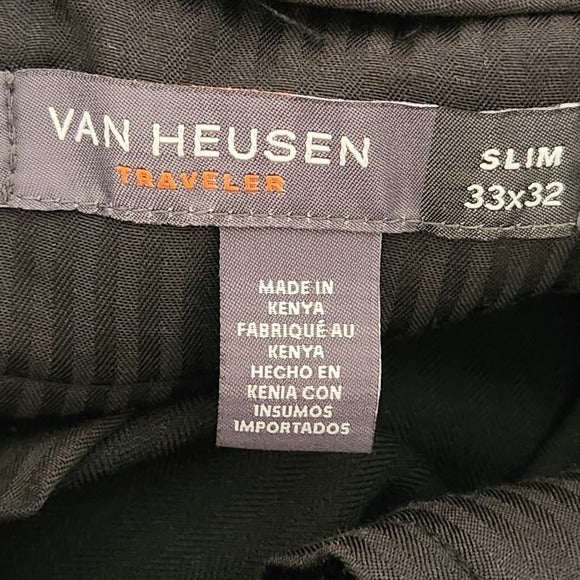 VAN HEUSEN
TRAVELER
SLIM
33x32
MADE IN
KENYA
FABRIQUÉ AU
KENYA
HECHO EN
KENIA CON
INSUMOS
IMPORTADOS